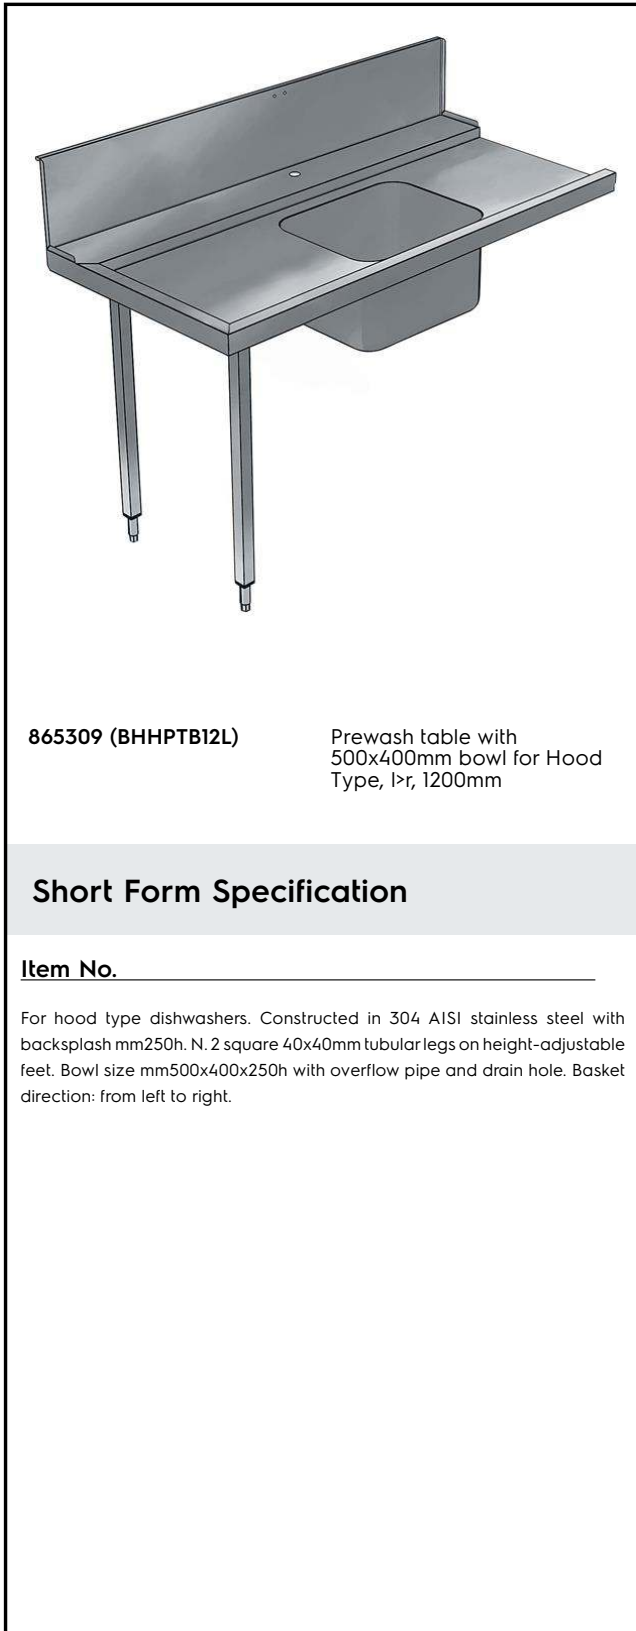 865309 (BHHPTB12L)
Prewash table with
500x400mm bowl for Hood
Type, l>r, 1200mm
Short Form Specification
Item No.
For hood type dishwashers. Constructed in 304 AISI stainless steel with
backsplash mm250h. N. 2 square 40x40mm tubular legs on height-adjustable
feet. Bowl size mm500x400x250h with overflow pipe and drain hole. Basket
direction: from left to right.